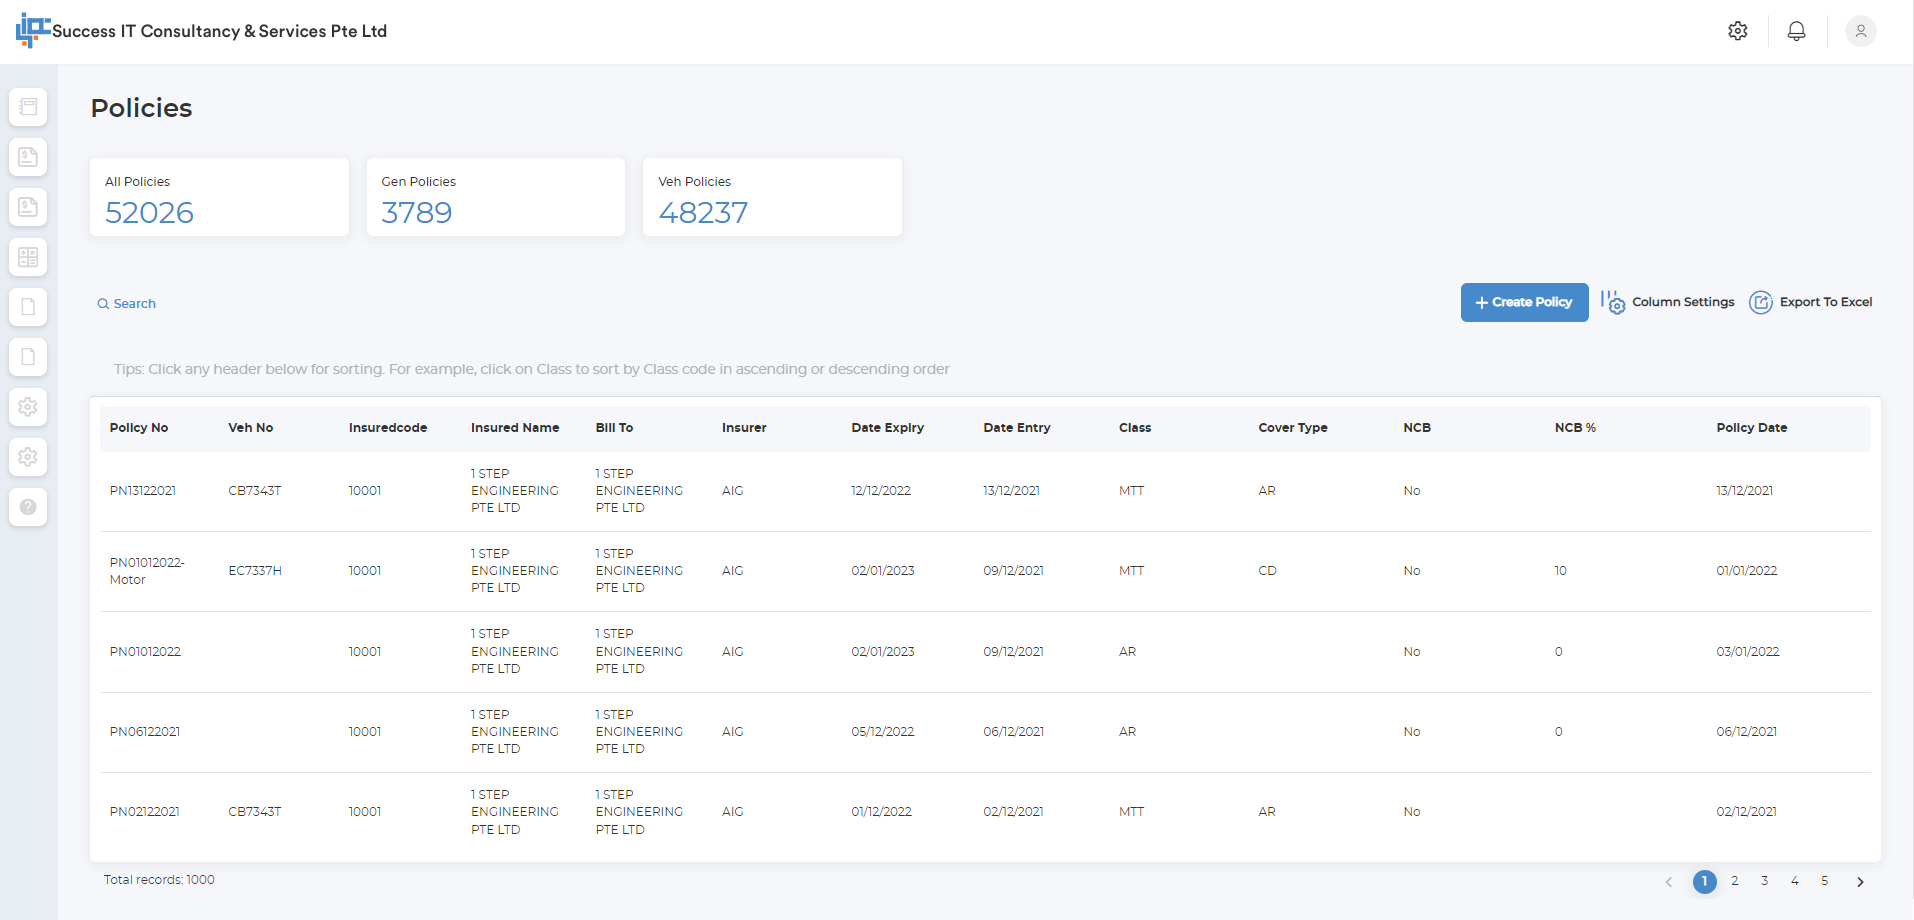 Success IT Consultancy & Services Pte Ltd
Policies
All Policies
52026
Gen Policies
3789
Veh Policies
48237
Search
+ Create Policy
Column Settings
Export To Excel
Tips: Click any header below for sorting. For example, click on Class to sort by Class code in ascending or descending order
Policy No Veh No Insuredcode Insured Name Bill To Insurer Date Expiry Date Entry Class Cover Type NCB NCB % Policy Date
PN13122021 CB7343T 10001 1 STEP ENGINEERING PTE LTD 1 STEP ENGINEERING PTE LTD AIG 12/12/2022 13/12/2021 MTT AR No 13/12/2021
PN01012022-Motor EC7337H 10001 1 STEP ENGINEERING PTE LTD 1 STEP ENGINEERING PTE LTD AIG 02/01/2023 09/12/2021 MTT CD No 10 01/01/2022
PN01012022 10001 1 STEP ENGINEERING PTE LTD 1 STEP ENGINEERING PTE LTD AIG 02/01/2023 09/12/2021 AR No 0 03/01/2022
PN06122021 10001 1 STEP ENGINEERING PTE LTD 1 STEP ENGINEERING PTE LTD AIG 05/12/2022 06/12/2021 AR No 0 06/12/2021
PN02122021 CB7343T 10001 1 STEP ENGINEERING PTE LTD 1 STEP ENGINEERING PTE LTD AIG 01/12/2022 02/12/2021 MTT AR No 02/12/2021
Total records: 1000
< 1 2 3 4 5 >